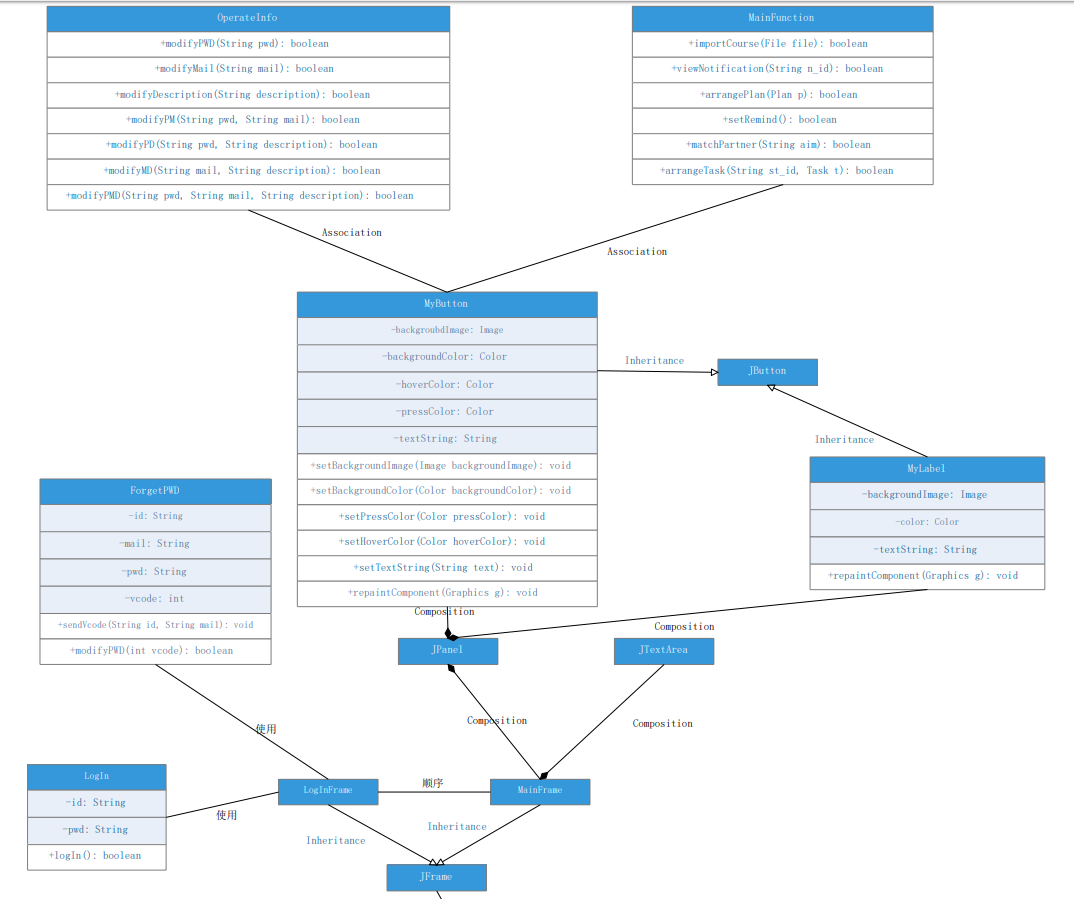 OperateInfo
+modifyPWD(String pwd): boolean
+modifyMail(String mail): boolean
+modifyDescription(String description): boolean
+modifyPM(String pwd, String mail): boolean
+modifyPD(String pwd, String description): boolean
+modifyMD(String mail, String description): boolean
+modifyPMD(String pwd, String mail, String description): boolean
MainFunction
+importCourse(File file): boolean
+viewNotification(String n_id): boolean
+arrangePlan(Plan p): boolean
+setRemind(): boolean
+matchPartner(String aim): boolean
+arrangeTask(String st_id, Task t): boolean
Association
Association
MyButton
-backgroubdImage: Image
-backgroundColor: Color
-hoverColor: Color
-pressColor: Color
-textString: String
+setBackgroundImage(Image backgroundImage): void
+setBackgroundColor(Color backgroundColor): void
+setPressColor(Color pressColor): void
+setHoverColor(Color hoverColor): void
+setTextString(String text): void
+repaintComponent(Graphics g): void
Inheritance
JButton
Inheritance
MyLabel
-backgroundImage: Image
-color: Color
-textString: String
+repaintComponent(Graphics g): void
ForgetPWD
-id: String
-mail: String
-pwd: String
-vcode: int
+sendVcode(String id, String mail): void
+modifyPWD(int vcode): boolean
Composition
Composition
JPanel
JTextArea
Composition
Composition
使用
LogIn
-id: String
-pwd: String
+logIn(): boolean
使用
LogInFrame
顺序
MainFrame
Inheritance
Inheritance
JFrame